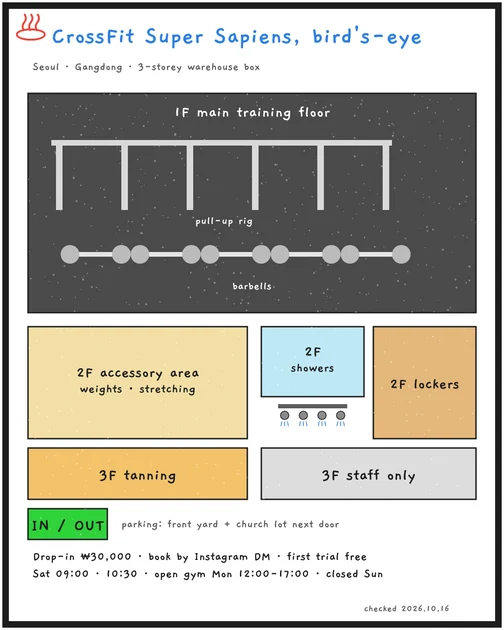 CrossFit Super Sapiens, bird's-eye
Seoul · Gangdong · 3-storey warehouse box
1F main training floor
pull-up rig
barbells
2F accessory area
weights · stretching
2F
showers
2F lockers
3F tanning
3F staff only
IN / OUT
parking: front yard + church lot next door
Drop-in ₩30,000 · book by Instagram DM · first trial free
Sat 09:00 · 10:30 · open gym Mon 12:00-17:00 · closed Sun
checked 2026.10.16